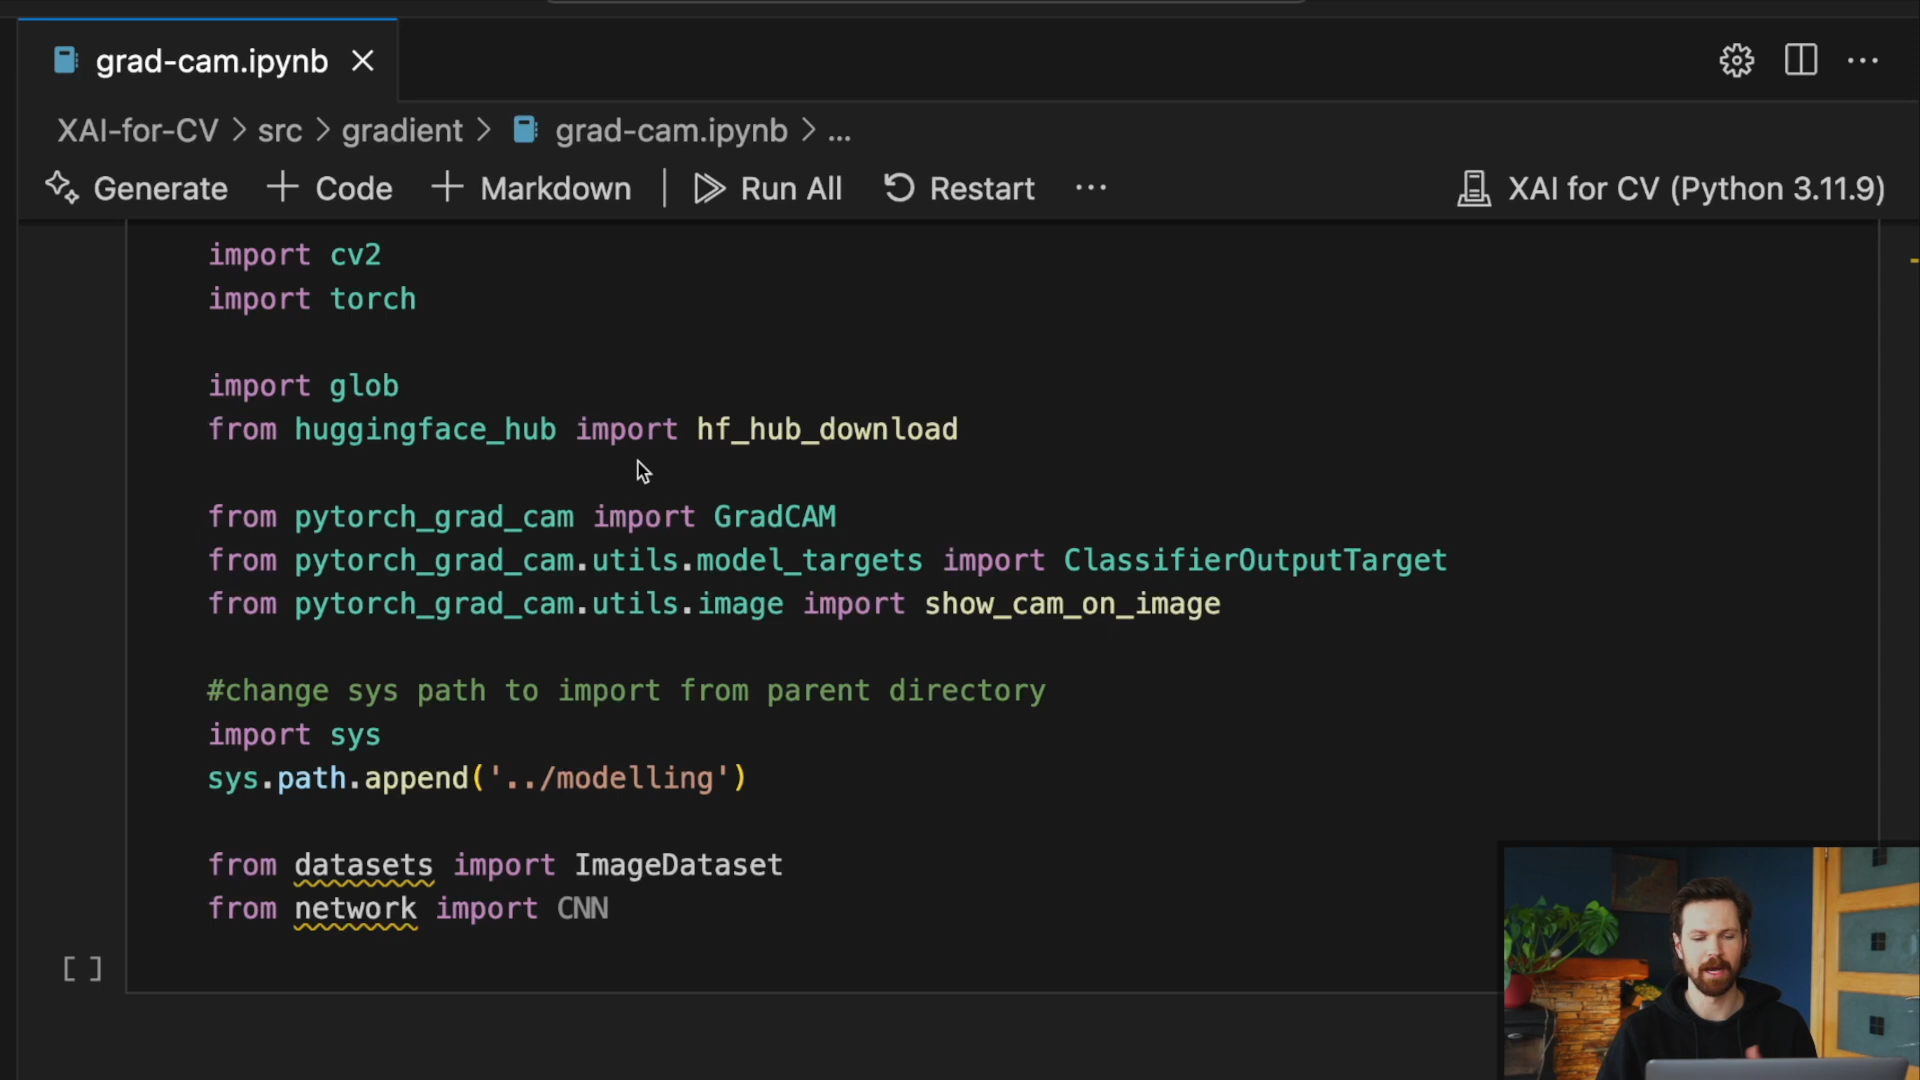 grad-cam.ipynb
XAI-for-CV > src > gradient > grad-cam.ipynb > ...
Generate + Code + Markdown | Run All Restart ... XAI for CV (Python 3.11.9)
import cv2
import torch
import glob
from huggingface_hub import hf_hub_download
from pytorch_grad_cam import GradCAM
from pytorch_grad_cam.utils.model_targets import ClassifierOutputTarget
from pytorch_grad_cam.utils.image import show_cam_on_image
#change sys path to import from parent directory
import sys
sys.path.append('../modelling')
from datasets import ImageDataset
from network import CNN
[ ]